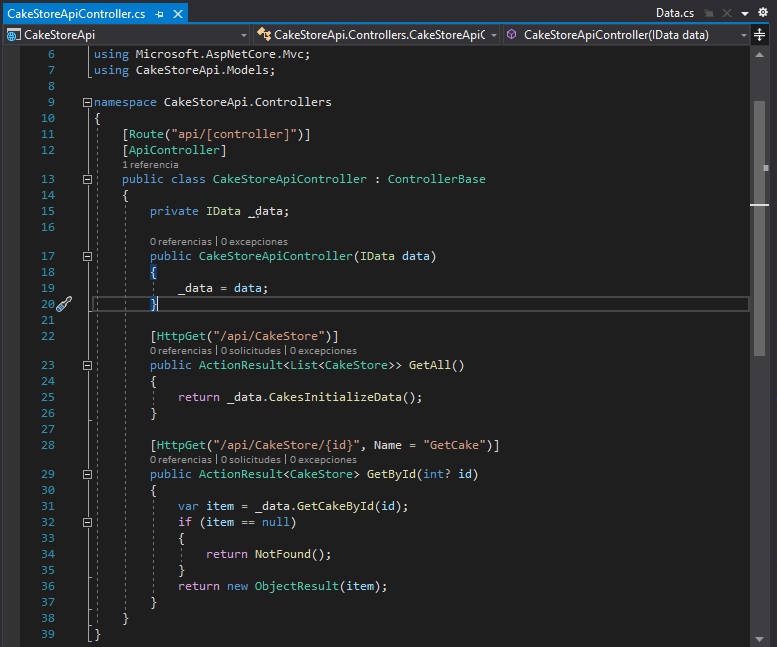 CakeStoreApiController.cs
Data.cs
CakeStoreApi
CakeStoreApi.Controllers.CakeStoreApiC
CakeStoreApiController(IData data)
6 using Microsoft.AspNetCore.Mvc;
7 using CakeStoreApi.Models;
8
9 namespace CakeStoreApi.Controllers
10 {
11 [Route("api/[controller]")]
12 [ApiController]
1 referencia
13 public class CakeStoreApiController : ControllerBase
14 {
15 private IData _data;
16
0 referencias | 0 excepciones
17 public CakeStoreApiController(IData data)
18 {
19 _data = data;
20 }
21
22 [HttpGet("/api/CakeStore")]
0 referencias | 0 solicitudes | 0 excepciones
23 public ActionResult<List<CakeStore>> GetAll()
24 {
25 return _data.CakesInitializeData();
26 }
27
28 [HttpGet("/api/CakeStore/{id}", Name = "GetCake")]
0 referencias | 0 solicitudes | 0 excepciones
29 public ActionResult<CakeStore> GetById(int? id)
30 {
31 var item = _data.GetCakeById(id);
32 if (item == null)
33 {
34 return NotFound();
35 }
36 return new ObjectResult(item);
37 }
38 }
39 }